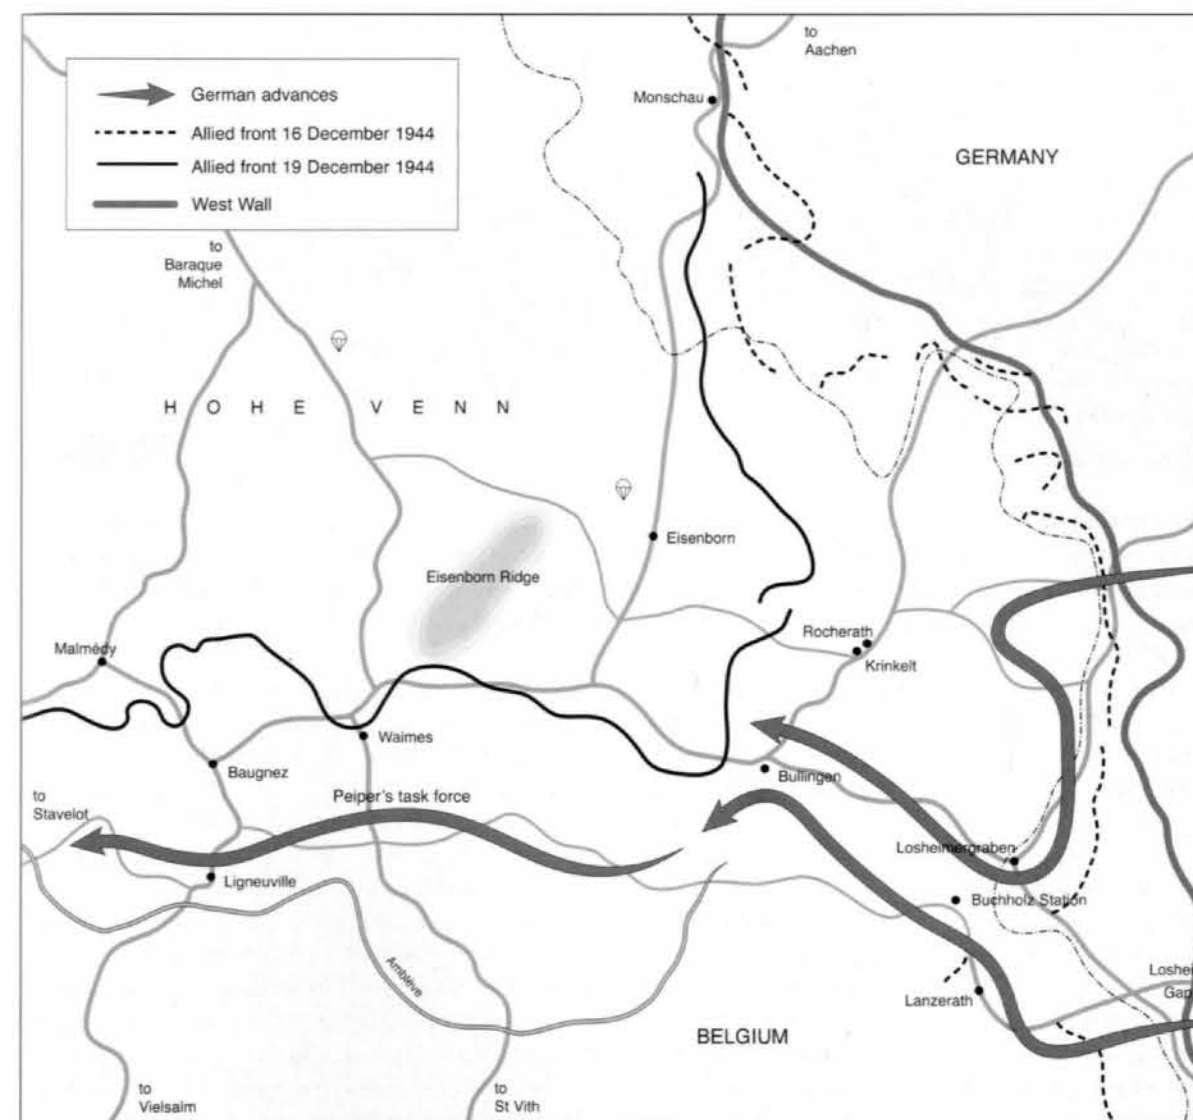 to
Aachen
German advances
Monschau
Allied front 16 December 1944
GERMANY
Allied front 19 December 1944
West Wall
to
Baraque
Michel
HOHE VENN
Eisenborn
Eisenborn Ridge
Rocherath
Malmédy
Krinkelt
Waimes
Baugnez
Bullingen
to
Stavelot
Peiper's task force
Losheimergraben
Ligneuville
Buchholz Station
Amblève
Lanzerath
BELGIUM
to
Vielsalm
to
St Vith